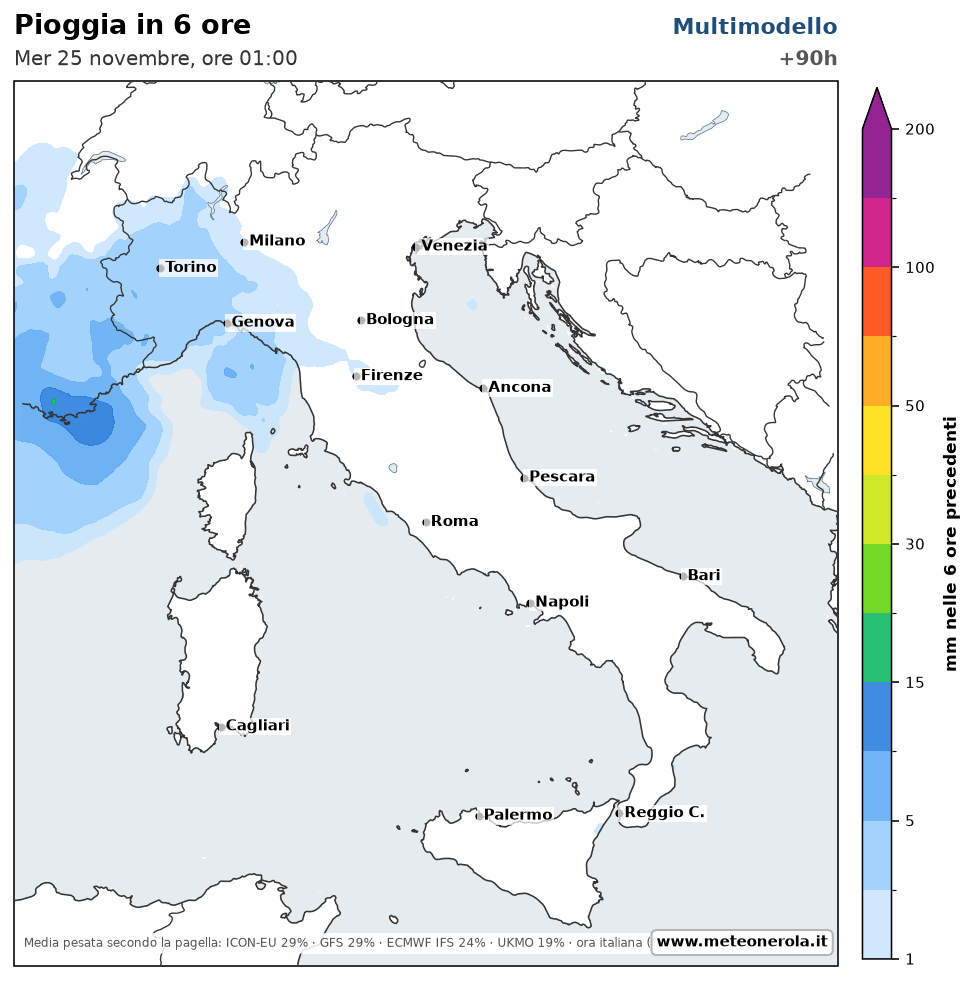 Pioggia in 6 ore
Multimodello
Mer 25 novembre, ore 01:00
+90h
200
100
50
30
15
5
1
mm nelle 6 ore precedenti
Milano
Venezia
Torino
Genova
Bologna
Firenze
Ancona
Pescara
Roma
Bari
Napoli
Cagliari
Palermo
Reggio C.
Media pesata secondo la pagella: ICON-EU 29% · GFS 29% · ECMWF IFS 24% · UKMO 19% · ora italiana (
www.meteonerola.it